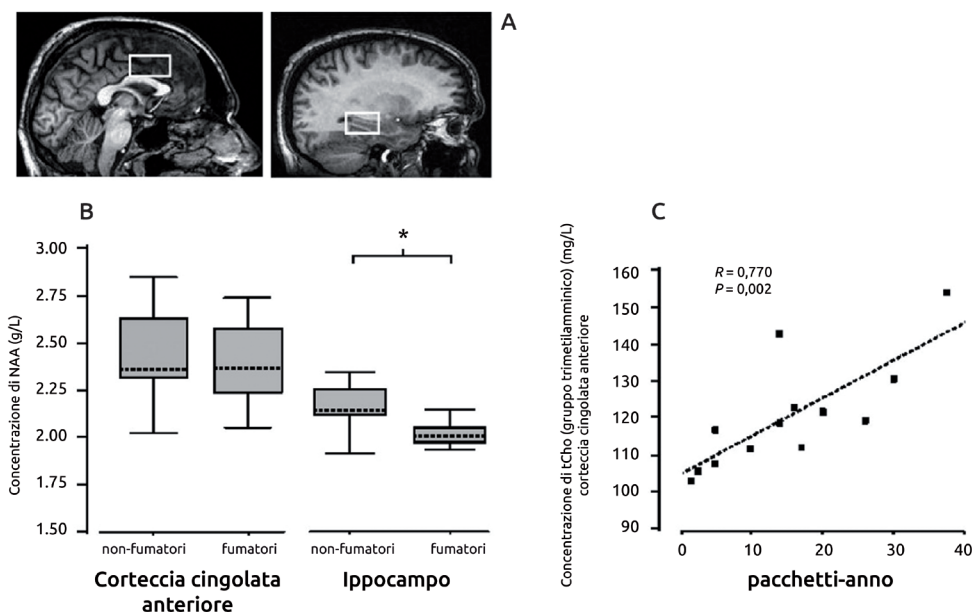 A
B
*
Concentrazione di NAA (g/L)
3.00
2.75
2.50
2.25
2.00
1.75
1.50
non-fumatori
fumatori
non-fumatori
fumatori
Corteccia cingolata
anteriore
Ippocampo
C
Concentrazione di tCho (gruppo trimetilamminico) (mg/L)
corteccia cingolata anteriore
R = 0,770
P = 0,002
160
150
140
130
120
110
100
90
0
10
20
30
40
pacchetti-anno